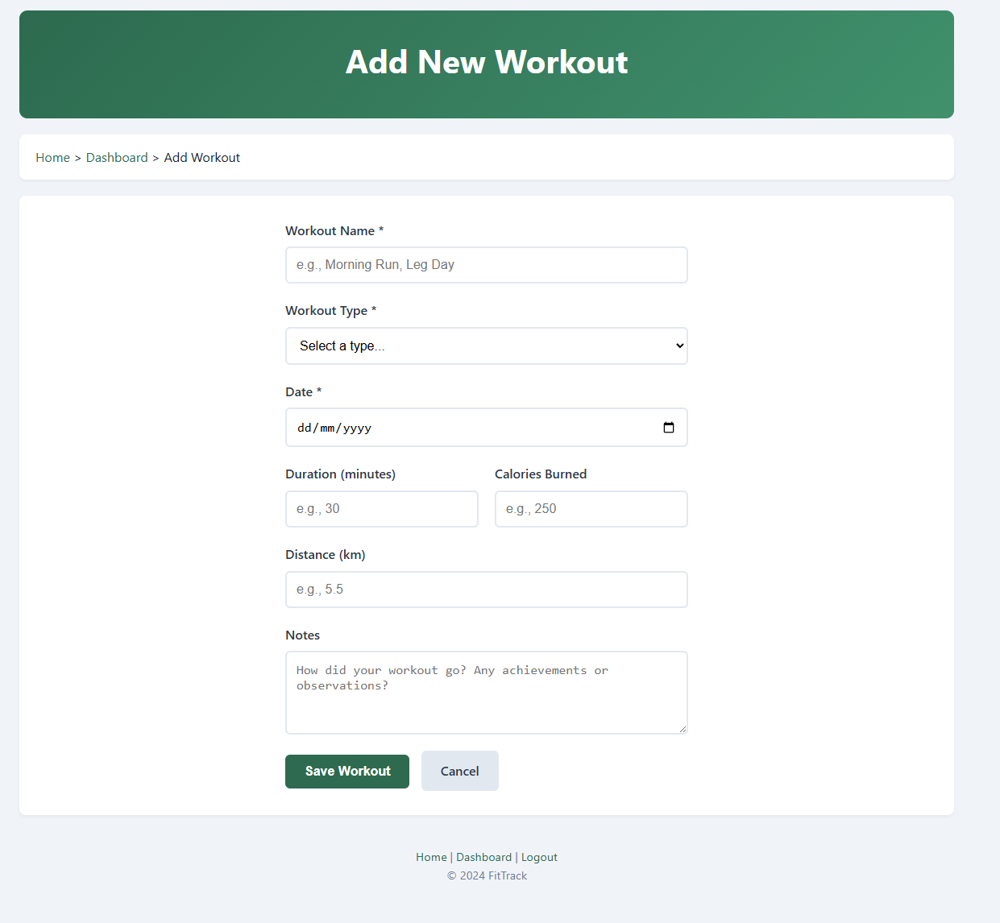 Add New Workout
Home > Dashboard > Add Workout
Workout Name *
e.g., Morning Run, Leg Day
Workout Type *
Select a type...
Date *
dd/mm/yyyy
Duration (minutes) Calories Burned
e.g., 30 e.g., 250
Distance (km)
e.g., 5.5
Notes
How did your workout go? Any achievements or
observations?
Save Workout Cancel
Home | Dashboard | Logout
© 2024 FitTrack